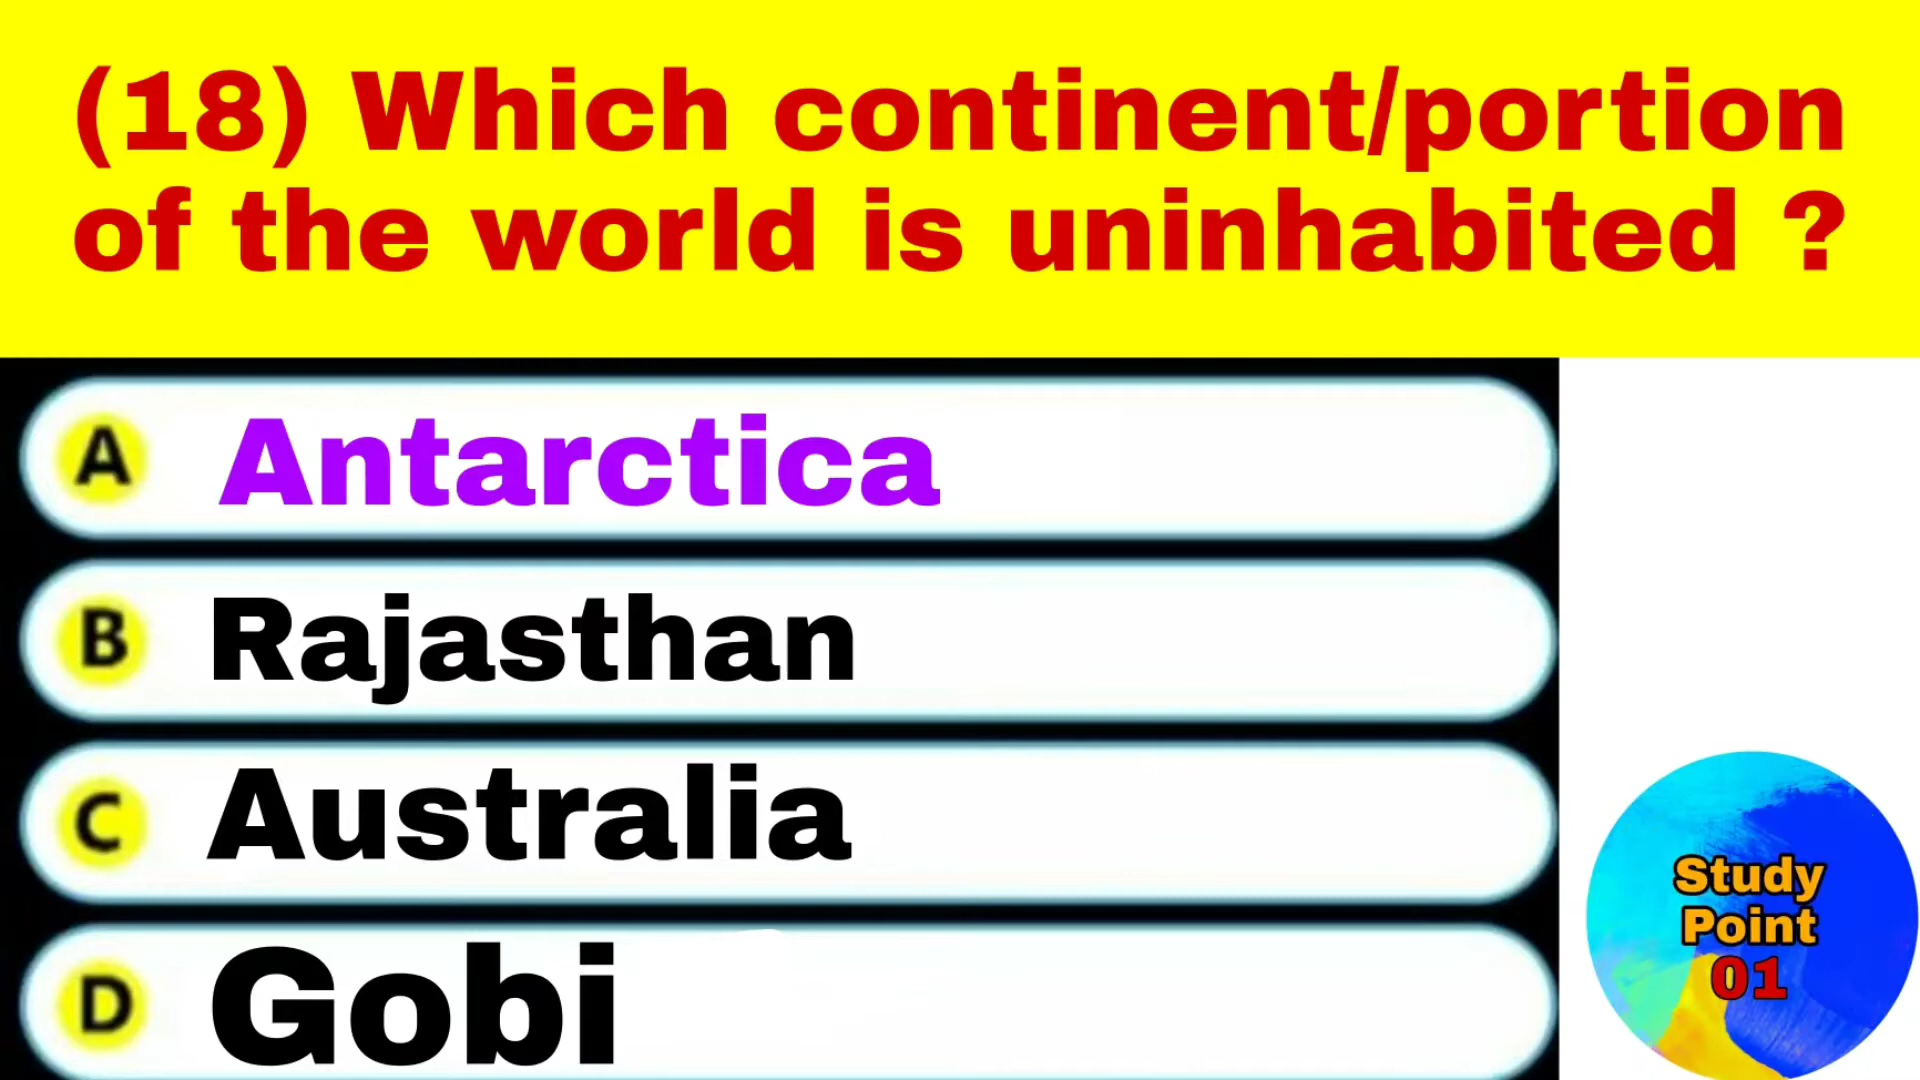 (18) Which continent/portion
of the world is uninhabited ?
A Antarctica
B Rajasthan
C Australia
D Gobi
Study
Point
01